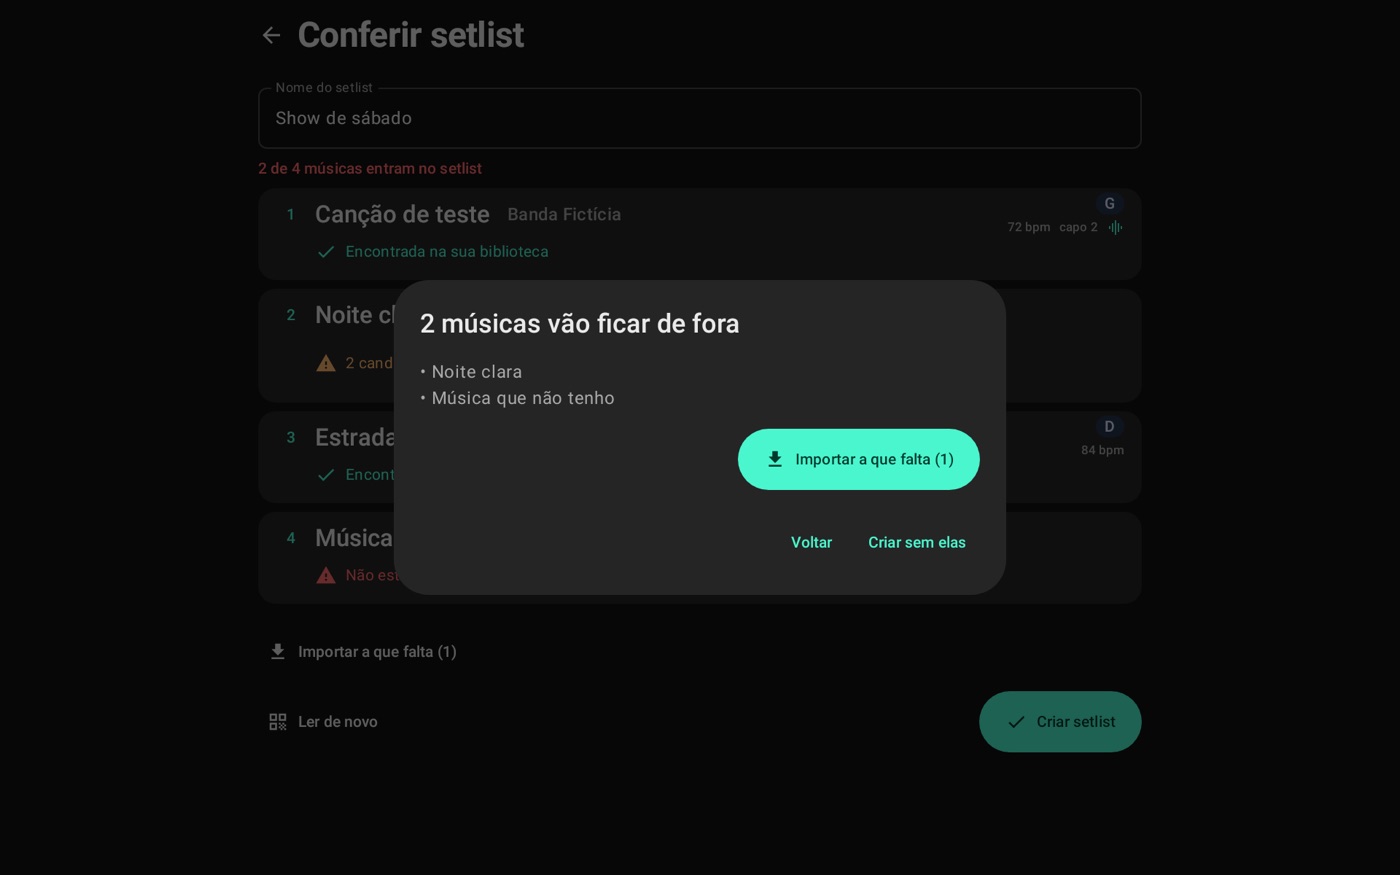 Conferir setlist
Nome do setlist
Show de sábado
2 de 4 músicas entram no setlist
1 Canção de teste Banda Fictícia G
72 bpm capo 2
Encontrada na sua biblioteca
2 Noite cl
2 cand
3 Estrada D
84 bpm
Encont
4 Música
Não est
2 músicas vão ficar de fora
• Noite clara
• Música que não tenho
Importar a que falta (1)
Voltar Criar sem elas
Importar a que falta (1)
Ler de novo
Criar setlist